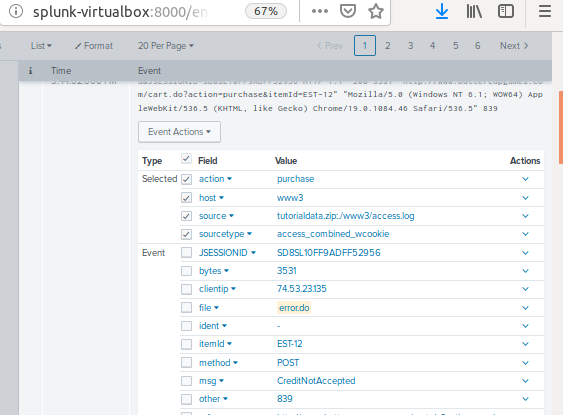 splunk-virtualbox:8000/en
67%
List
Format
20 Per Page
Prev
1
2
3
4
5
6
Next
i
Time
Event
m/cart.do?action=purchase&itemId=EST-12" "Mozilla/5.0 (Windows NT 6.1; WOW64) App
leWebKit/536.5 (KHTML, like Gecko) Chrome/19.0.1084.46 Safari/536.5" 839
Event Actions
Type Field Value Actions
Selected action purchase
host www3
source tutorialdata.zip:/www3/access.log
sourcetype access_combined_wcookie
Event JSESSIONID SD8SL10FF9ADFF52956
bytes 3531
clientip 74.53.23.135
file error.do
ident -
itemId EST-12
method POST
msg CreditNotAccepted
other 839